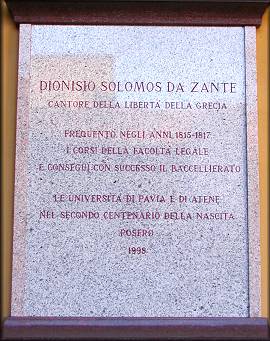 DIONISIO SOLOMOS DA ZANTE
CANTORE DELLA LIBERTÀ DELLA GRECIA
FREQUENTÒ NEGLI ANNI 1815-1817
I CORSI DELLA FACOLTÀ LEGALE
E CONSEGUÌ CON SUCCESSO IL BACCELLIERATO
LE UNIVERSITÀ DI PAVIA E DI ATENE
NEL SECONDO CENTENARIO DELLA NASCITA
POSERO
1998